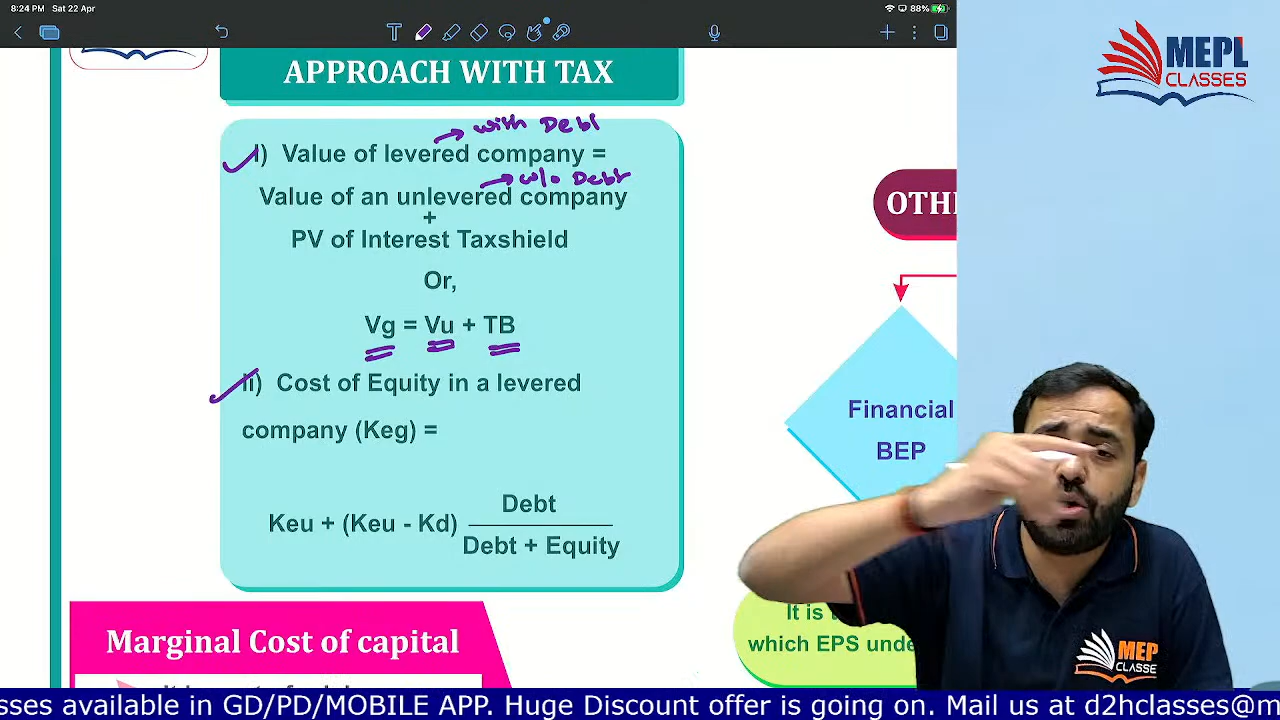 8:24 PM Sat 22 Apr
88%
T
MEPL
CLASSES
APPROACH WITH TAX
with Debt
I) Value of levered company =
w/o Debt
Value of an unlevered company
+
PV of Interest Taxshield
Or,
Vg = Vu + TB
ii) Cost of Equity in a levered
company (Keg) =
Keu + (Keu - Kd) Debt
Debt + Equity
OTH
Financial
BEP
Marginal Cost of capital
It is
which EPS unde
MEP
CLASSE
sses available in GD/PD/MOBILE APP. Huge Discount offer is going on. Mail us at d2hclasses@m